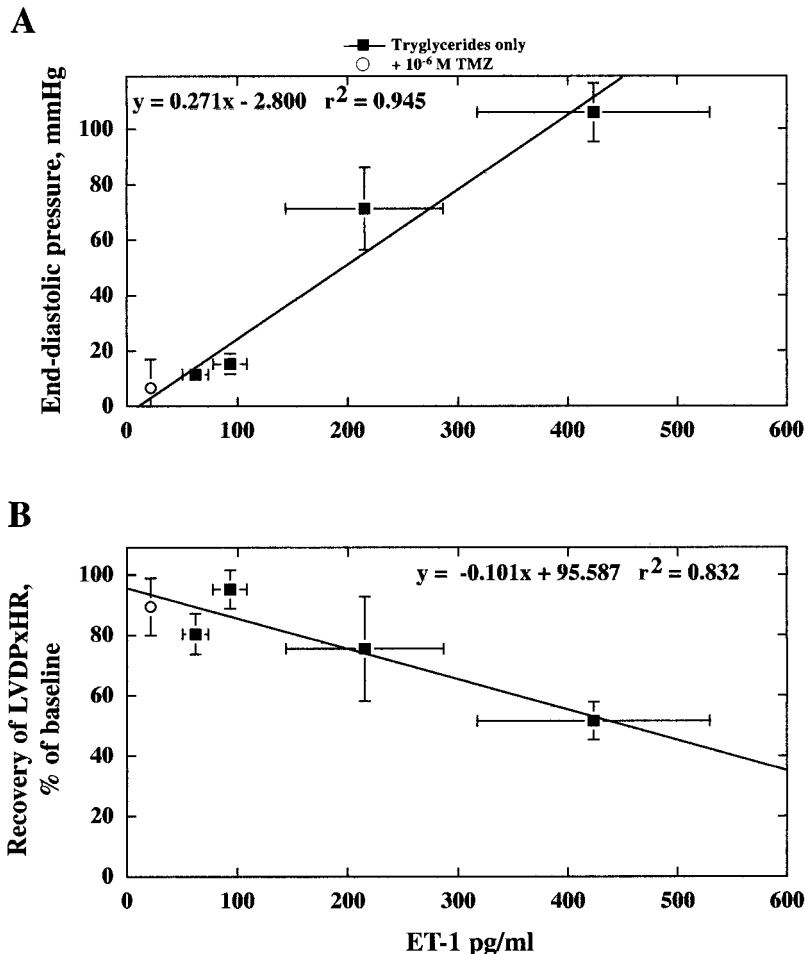 A
Tryglycerides only
+ 10⁻⁶ M TMZ
y = 0.271x - 2.800 r² = 0.945
End-diastolic pressure, mmHg
100
80
60
40
20
0
0 100 200 300 400 500 600
B
y = -0.101x + 95.587 r² = 0.832
Recovery of LVDPxHR,
% of baseline
100
80
60
40
20
0
0 100 200 300 400 500 600
ET-1 pg/ml